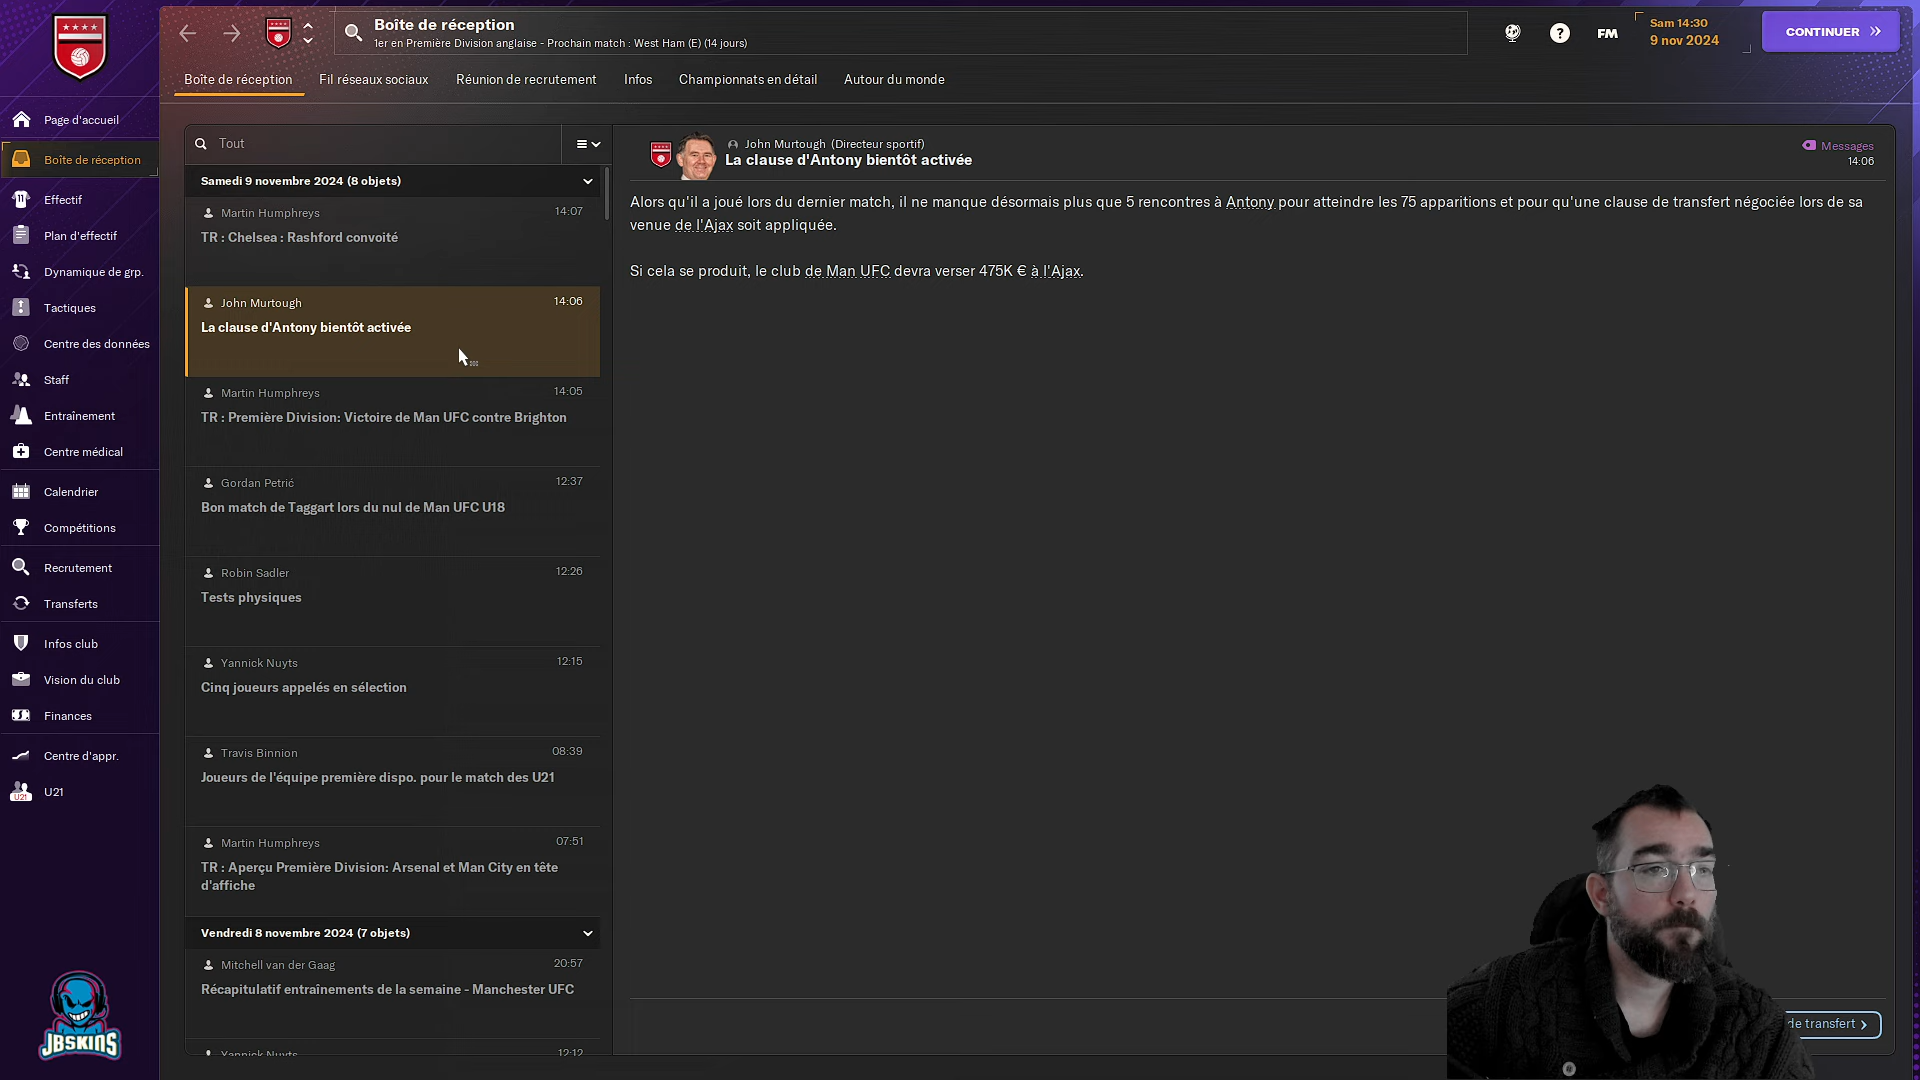 Boîte de réception
1er en Première Division anglaise - Prochain match : West Ham (E) (14 jours)
FM
Sam 14:30
9 nov 2024
CONTINUER
Boîte de réception
Fil réseaux sociaux
Réunion de recrutement
Infos
Championnats en détail
Autour du monde
Page d'accueil
Boîte de réception
Effectif
Plan d'effectif
Dynamique de grp.
Tactiques
Centre des données
Staff
Entraînement
Centre médical
Calendrier
Compétitions
Recrutement
Transferts
Infos club
Vision du club
Finances
Centre d'appr.
U21
U21
JBSKINS
Tout
Samedi 9 novembre 2024 (8 objets)
Martin Humphreys 14:07
TR : Chelsea : Rashford convoité
John Murtough 14:06
La clause d'Antony bientôt activée
Martin Humphreys 14:05
TR : Première Division: Victoire de Man UFC contre Brighton
Gordan Petrić 12:37
Bon match de Taggart lors du nul de Man UFC U18
Robin Sadler 12:26
Tests physiques
Yannick Nuyts 12:15
Cinq joueurs appelés en sélection
Travis Binnion 08:39
Joueurs de l'équipe première dispo. pour le match des U21
Martin Humphreys 07:51
TR : Aperçu Première Division: Arsenal et Man City en tête
d'affiche
Vendredi 8 novembre 2024 (7 objets)
Mitchell van der Gaag 20:57
Récapitulatif entraînements de la semaine - Manchester UFC
Yannick Nuyts 12:12
John Murtough (Directeur sportif)
La clause d'Antony bientôt activée
Messages
14:06
Alors qu'il a joué lors du dernier match, il ne manque désormais plus que 5 rencontres à Antony pour atteindre les 75 apparitions et pour qu'une clause de transfert négociée lors de sa
venue de l'Ajax soit appliquée.
Si cela se produit, le club de Man UFC devra verser 475K € à l'Ajax.
de transfert